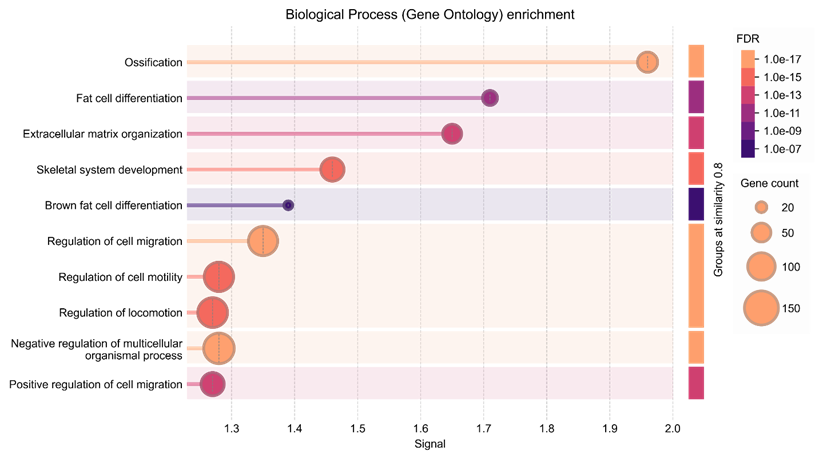 Biological Process (Gene Ontology) enrichment
Ossification
Fat cell differentiation
Extracellular matrix organization
Skeletal system development
Brown fat cell differentiation
Regulation of cell migration
Regulation of cell motility
Regulation of locomotion
Negative regulation of multicellular
organismal process
Positive regulation of cell migration
1.3 1.4 1.5 1.6 1.7 1.8 1.9 2.0
Signal
Groups at similarity 0.8
FDR
1.0e-17
1.0e-15
1.0e-13
1.0e-11
1.0e-09
1.0e-07
Gene count
20
50
100
150